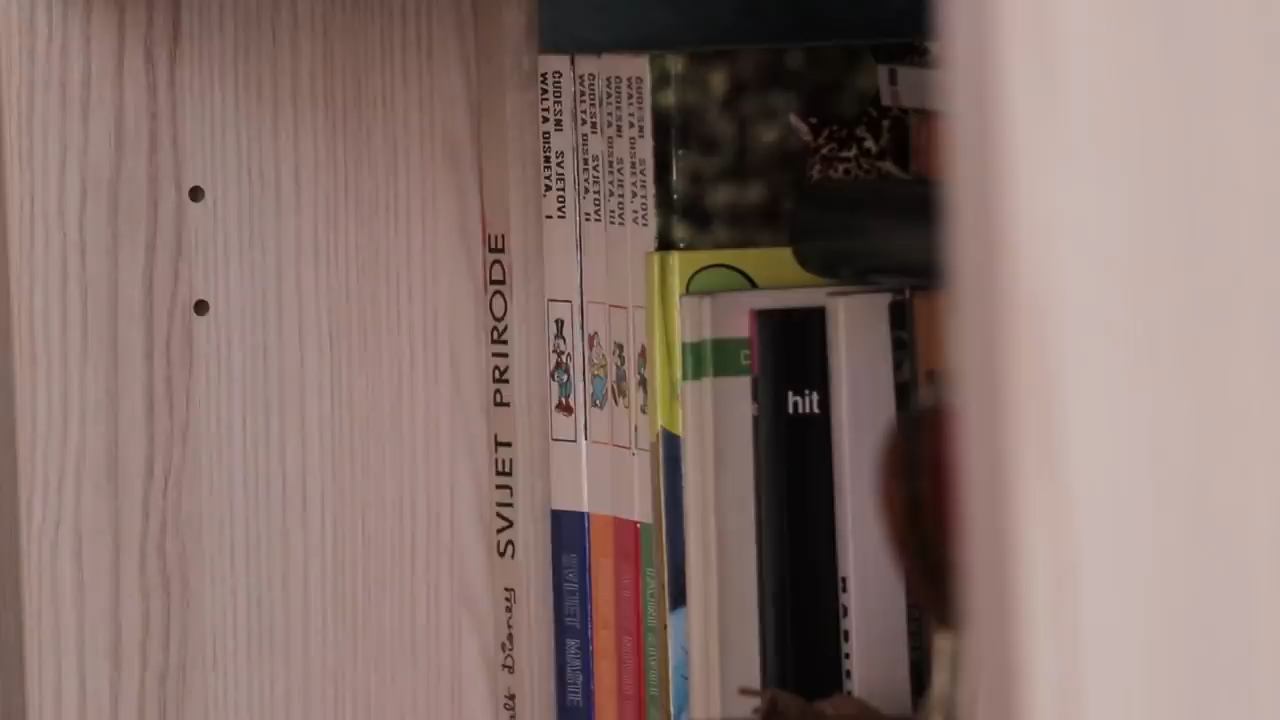 Walt Disney SVIJET PRIRODE
ČUDESNI SVJETOVI
WALTA DISNEYA, I
ČUDESNI SVJETOVI
WALTA DISNEYA, II
ČUDESNI SVJETOVI
WALTA DISNEYA, III
ČUDESNI SVJETOVI
WALTA DISNEYA, IV
SVIJET MAŠTE
hit